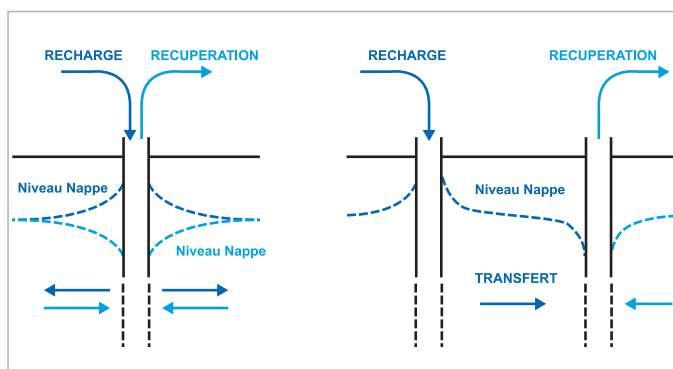 RECHARGE
RECUPERATION
Niveau Nappe
Niveau Nappe
RECHARGE
RECUPERATION
Niveau Nappe
TRANSFERT